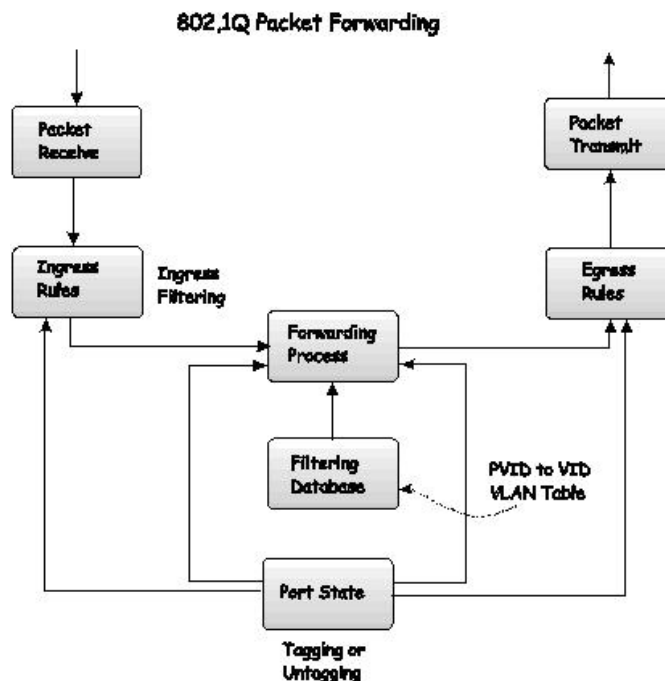 802,1Q Packet Forwarding
Packet
Receive
Packet
Transmit
Ingress
Rules
Ingress
Filtering
Egress
Rules
Forwarding
Process
Filtering
Database
PVID to VID
VLAN Table
Port State
Tagging or
Untagging